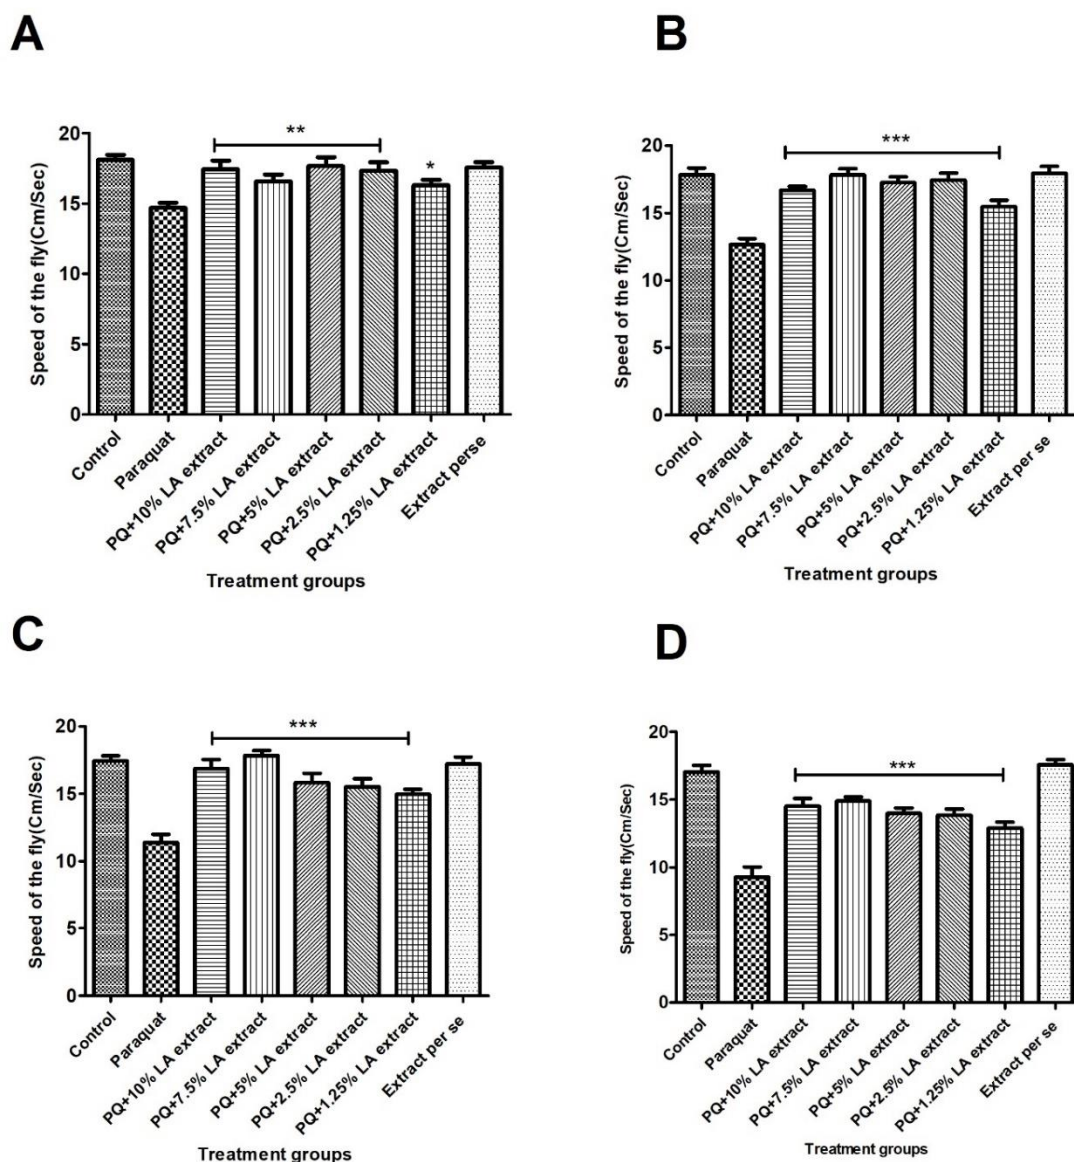 A
**
*
Speed of the fly(Cm/Sec)
20
15
10
5
0
Control
Paraquat
PQ+10% LA extract
PQ+7.5% LA extract
PQ+5% LA extract
PQ+2.5% LA extract
PQ+1.25% LA extract
Extract perse
Treatment groups
B
***
Speed of the fly(Cm/Sec)
20
15
10
5
0
Control
Paraquat
PQ+10% LA extract
PQ+7.5% LA extract
PQ+5% LA extract
PQ+2.5% LA extract
PQ+1.25% LA extract
Extract per se
Treatment groups
C
***
Speed of the fly(Cm/Sec)
20
15
10
5
0
Control
Paraquat
PQ+10% LA extract
PQ+7.5% LA extract
PQ+5% LA extract
PQ+2.5% LA extract
PQ+1.25% LA extract
Extract per se
Treatment groups
D
***
Speed of the fly(Cm/Sec)
20
15
10
5
0
Control
Paraquat
PQ+10% LA extract
PQ+7.5% LA extract
PQ+5% LA extract
PQ+2.5% LA extract
PQ+1.25% LA extract
Extract per se
Treatment groups